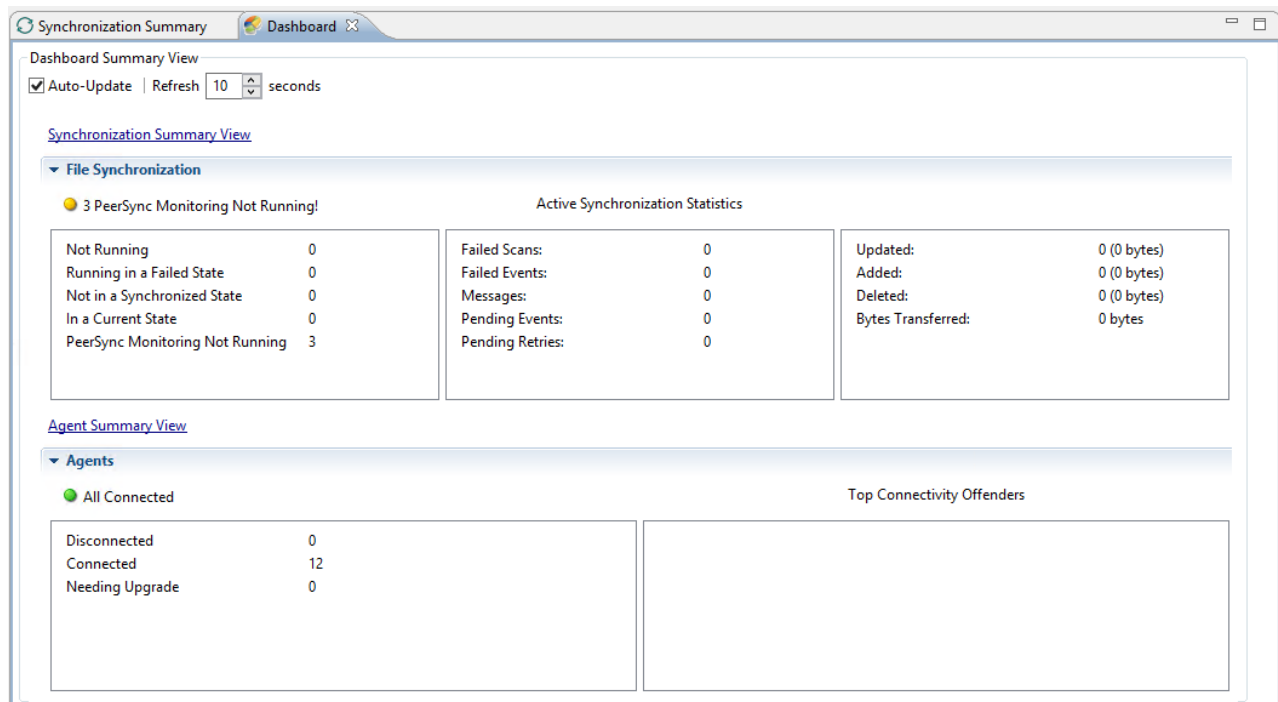 Synchronization Summary Dashboard
Dashboard Summary View
Auto-Update | Refresh 10 seconds
Synchronization Summary View
File Synchronization
3 PeerSync Monitoring Not Running!
Active Synchronization Statistics
Not Running 0
Running in a Failed State 0
Not in a Synchronized State 0
In a Current State 0
PeerSync Monitoring Not Running 3
Failed Scans: 0
Failed Events: 0
Messages: 0
Pending Events: 0
Pending Retries: 0
Updated: 0 (0 bytes)
Added: 0 (0 bytes)
Deleted: 0 (0 bytes)
Bytes Transferred: 0 bytes
Agent Summary View
Agents
All Connected
Top Connectivity Offenders
Disconnected 0
Connected 12
Needing Upgrade 0